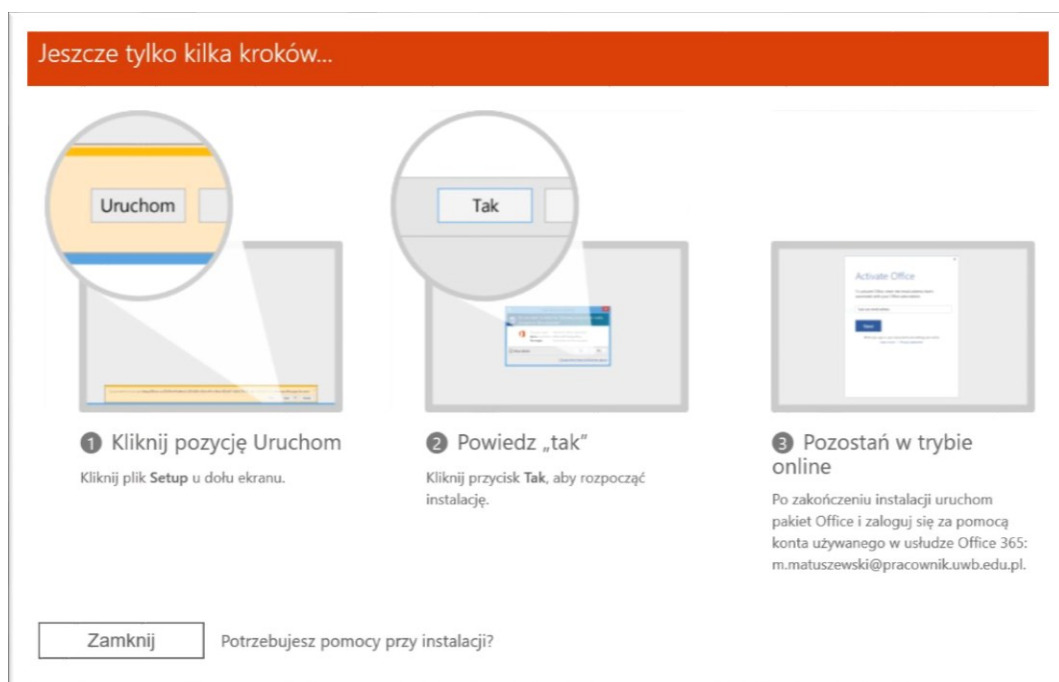 Jeszcze tylko kilka kroków...
Uruchom
Tak
Activate Office
1 Kliknij pozycję Uruchom
Kliknij plik Setup u dołu ekranu.
2 Powiedz „tak”
Kliknij przycisk Tak, aby rozpocząć
instalację.
3 Pozostań w trybie
online
Po zakończeniu instalacji uruchom
pakiet Office i zaloguj się za pomocą
konta używanego w usłudze Office 365:
m.matuszewski@pracownik.uwb.edu.pl.
Zamknij
Potrzebujesz pomocy przy instalacji?